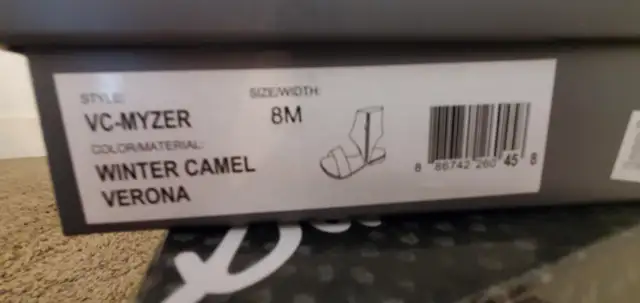 STYLE:
VC-MYZER
SIZE/WIDTH:
8M
COLOR/MATERIAL:
WINTER CAMEL
VERONA
8 86742 260 45 8